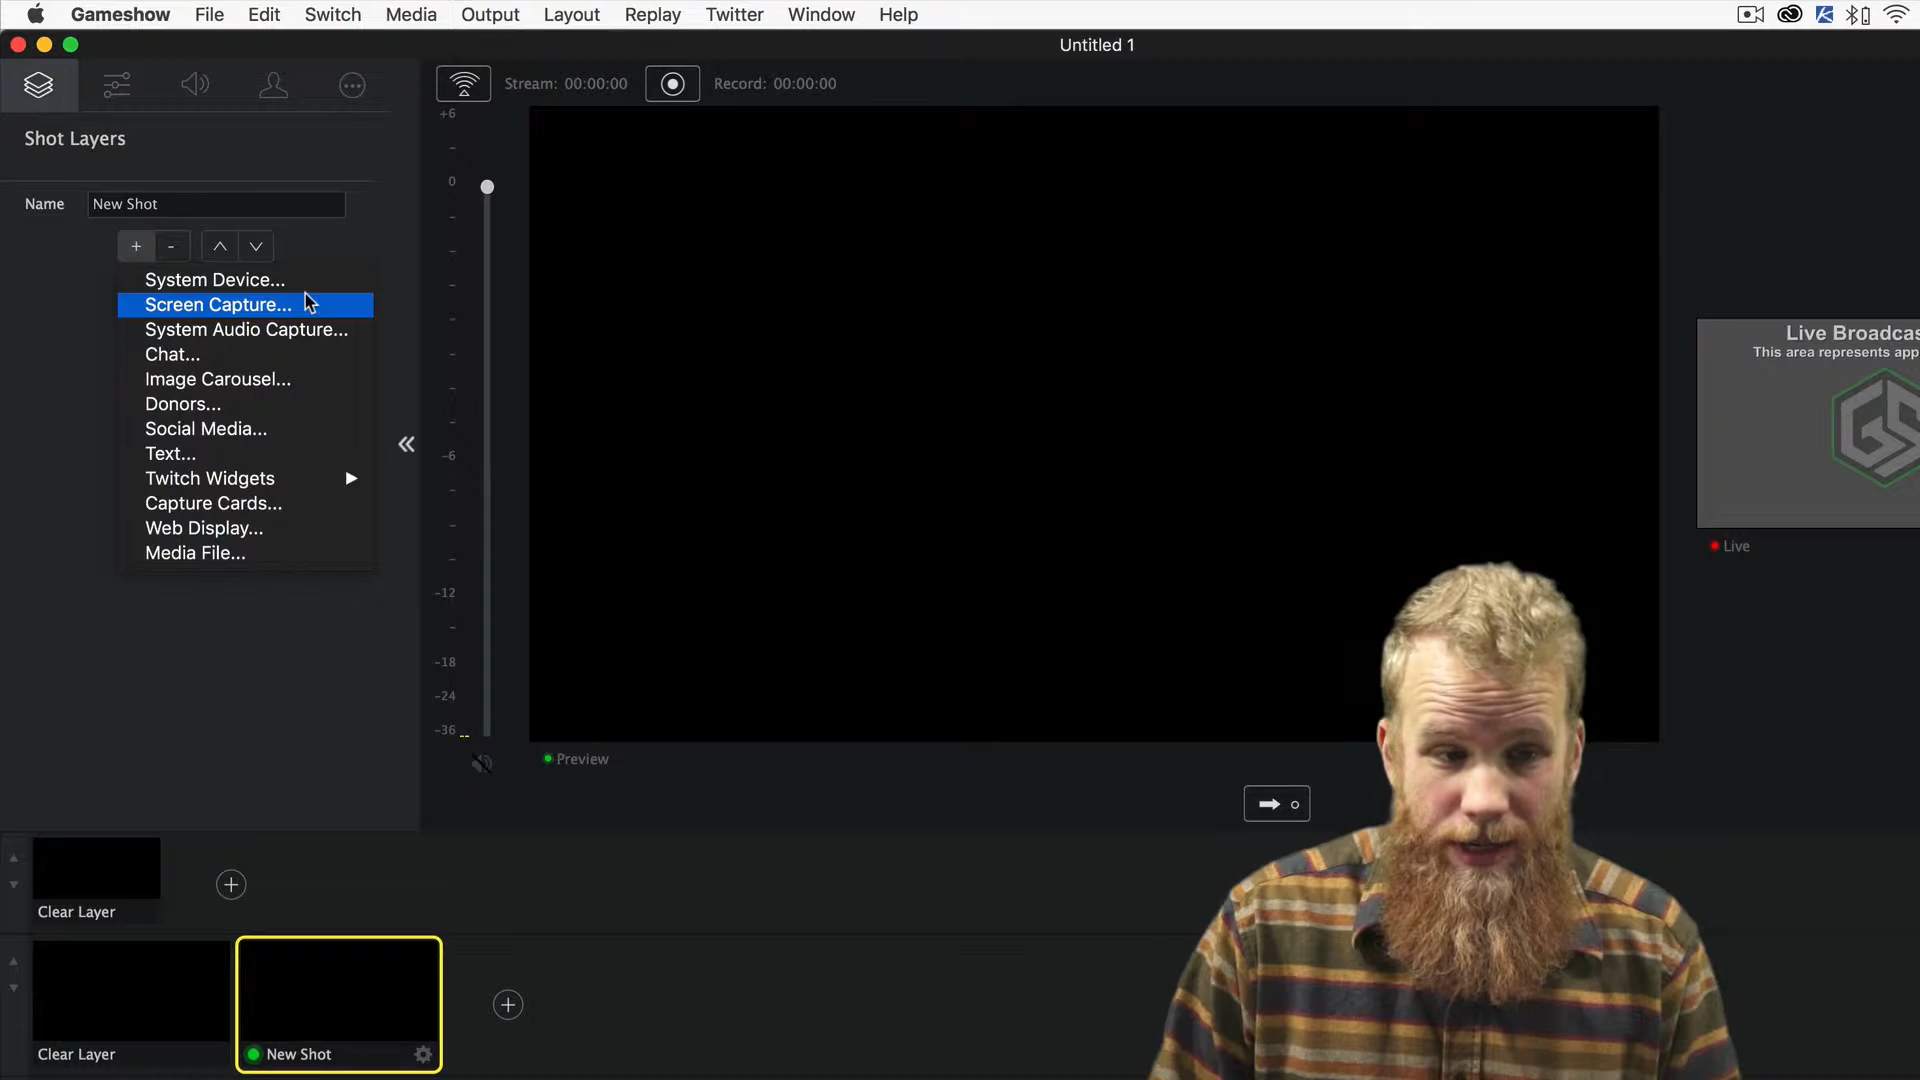 Gameshow File Edit Switch Media Output Layout Replay Twitter Window Help
Untitled 1
Stream: 00:00:00 Record: 00:00:00
Shot Layers
Name New Shot
+ -
System Device...
Screen Capture...
System Audio Capture...
Chat...
Image Carousel...
Donors...
Social Media...
Text...
Twitch Widgets
Capture Cards...
Web Display...
Media File...
+6
0
-6
-12
-18
-24
-36
Preview
Live Broadcas
This area represents app
GS
Live
Clear Layer
Clear Layer
New Shot